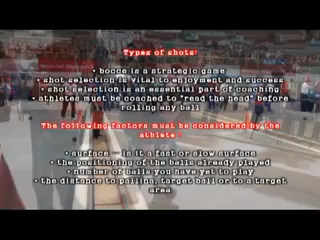 Types of shots:
• bocce is a strategic game
• shot selection is vital to enjoyment and success
• shot selection is an essential part of coaching
• athletes must be coached to "read the head" before
rolling any ball
The following factors must be considered by the
athlete:
• surface – is it a fast or slow surface
• the positioning of the balls already played
• number of balls you have yet to play
• the distance to pallina, target ball or to a target
area